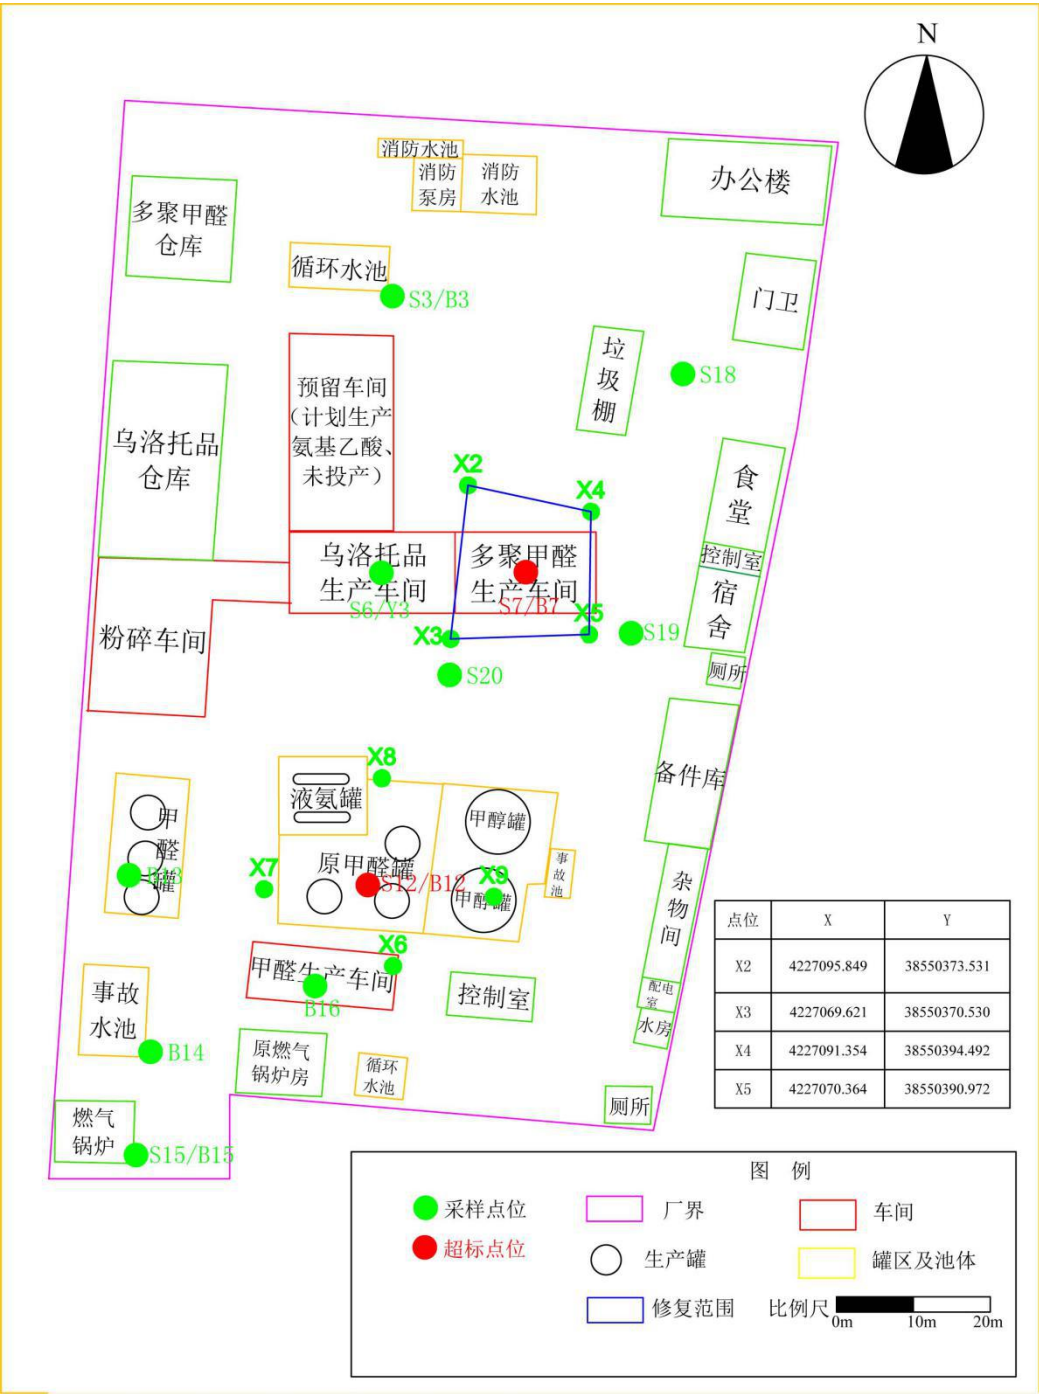 N
消防水池
消防
泵房
消防
水池
办公楼
多聚甲醛
仓库
循环水池
S3/B3
门卫
垃
圾
棚
S18
预留车间
（计划生产
氨基乙酸、
未投产）
乌洛托品
仓库
X2
X4
食
堂
控制室
宿
舍
乌洛托品
生产车间
S6/Y3
多聚甲醛
生产车间
S7/B7
X3
X5
S19
S20
厕所
粉碎车间
备件库
X8
液氨罐
甲醇罐
甲
醛
罐
B13
X7
原甲醛罐
S12/B12
X9
甲醇罐
事
故
池
杂
物
间
X6
甲醛生产车间
B16
控制室
配电
室
水房
事故
水池
B14
原燃气
锅炉房
循环
水池
厕所
燃气
锅炉
S15/B15
点位 X Y
X2 4227095.849 38550373.531
X3 4227069.621 38550370.530
X4 4227091.354 38550394.492
X5 4227070.364 38550390.972
图 例
采样点位 厂界 车间
超标点位 生产罐 罐区及池体
修复范围 比例尺
0m 10m 20m